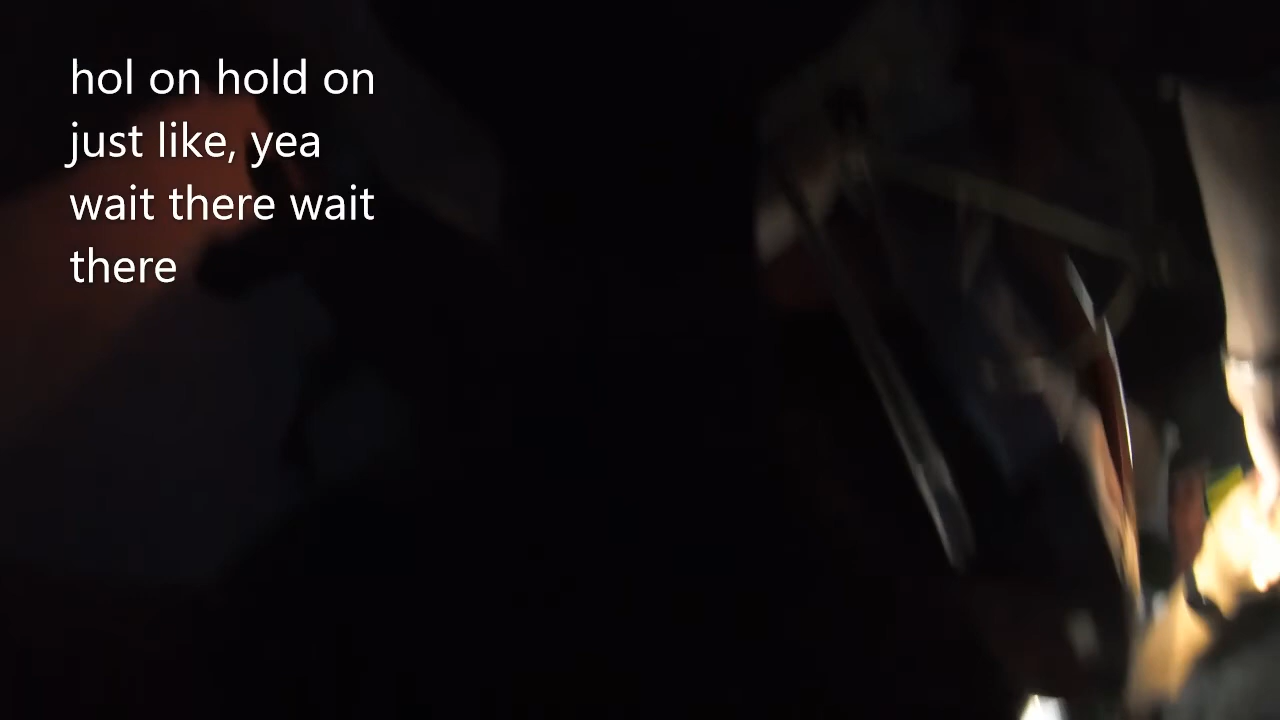 hol on hold on
just like, yea
wait there wait
there